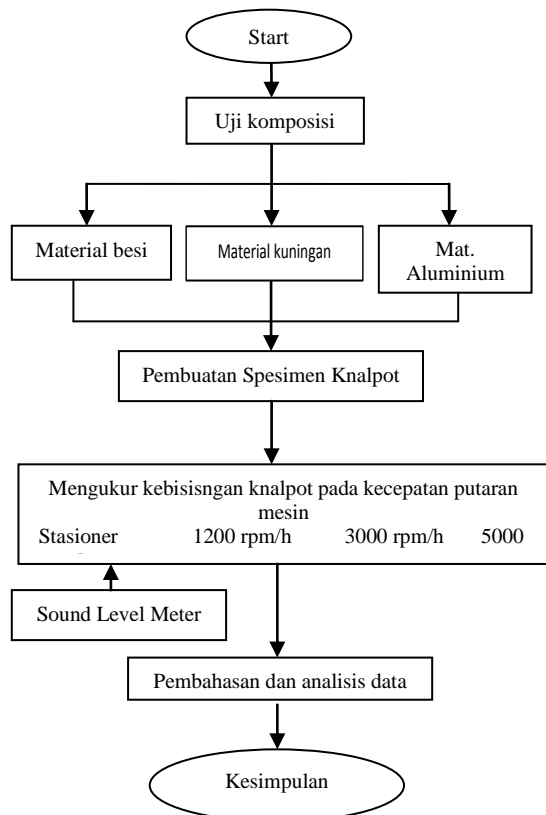 Start
Uji komposisi
Material besi
Material kuningan
Mat.
Aluminium
Pembuatan Spesimen Knalpot
Mengukur kebisisngan knalpot pada kecepatan putaran
mesin
Stasioner 1200 rpm/h 3000 rpm/h 5000
Sound Level Meter
Pembahasan dan analisis data
Kesimpulan